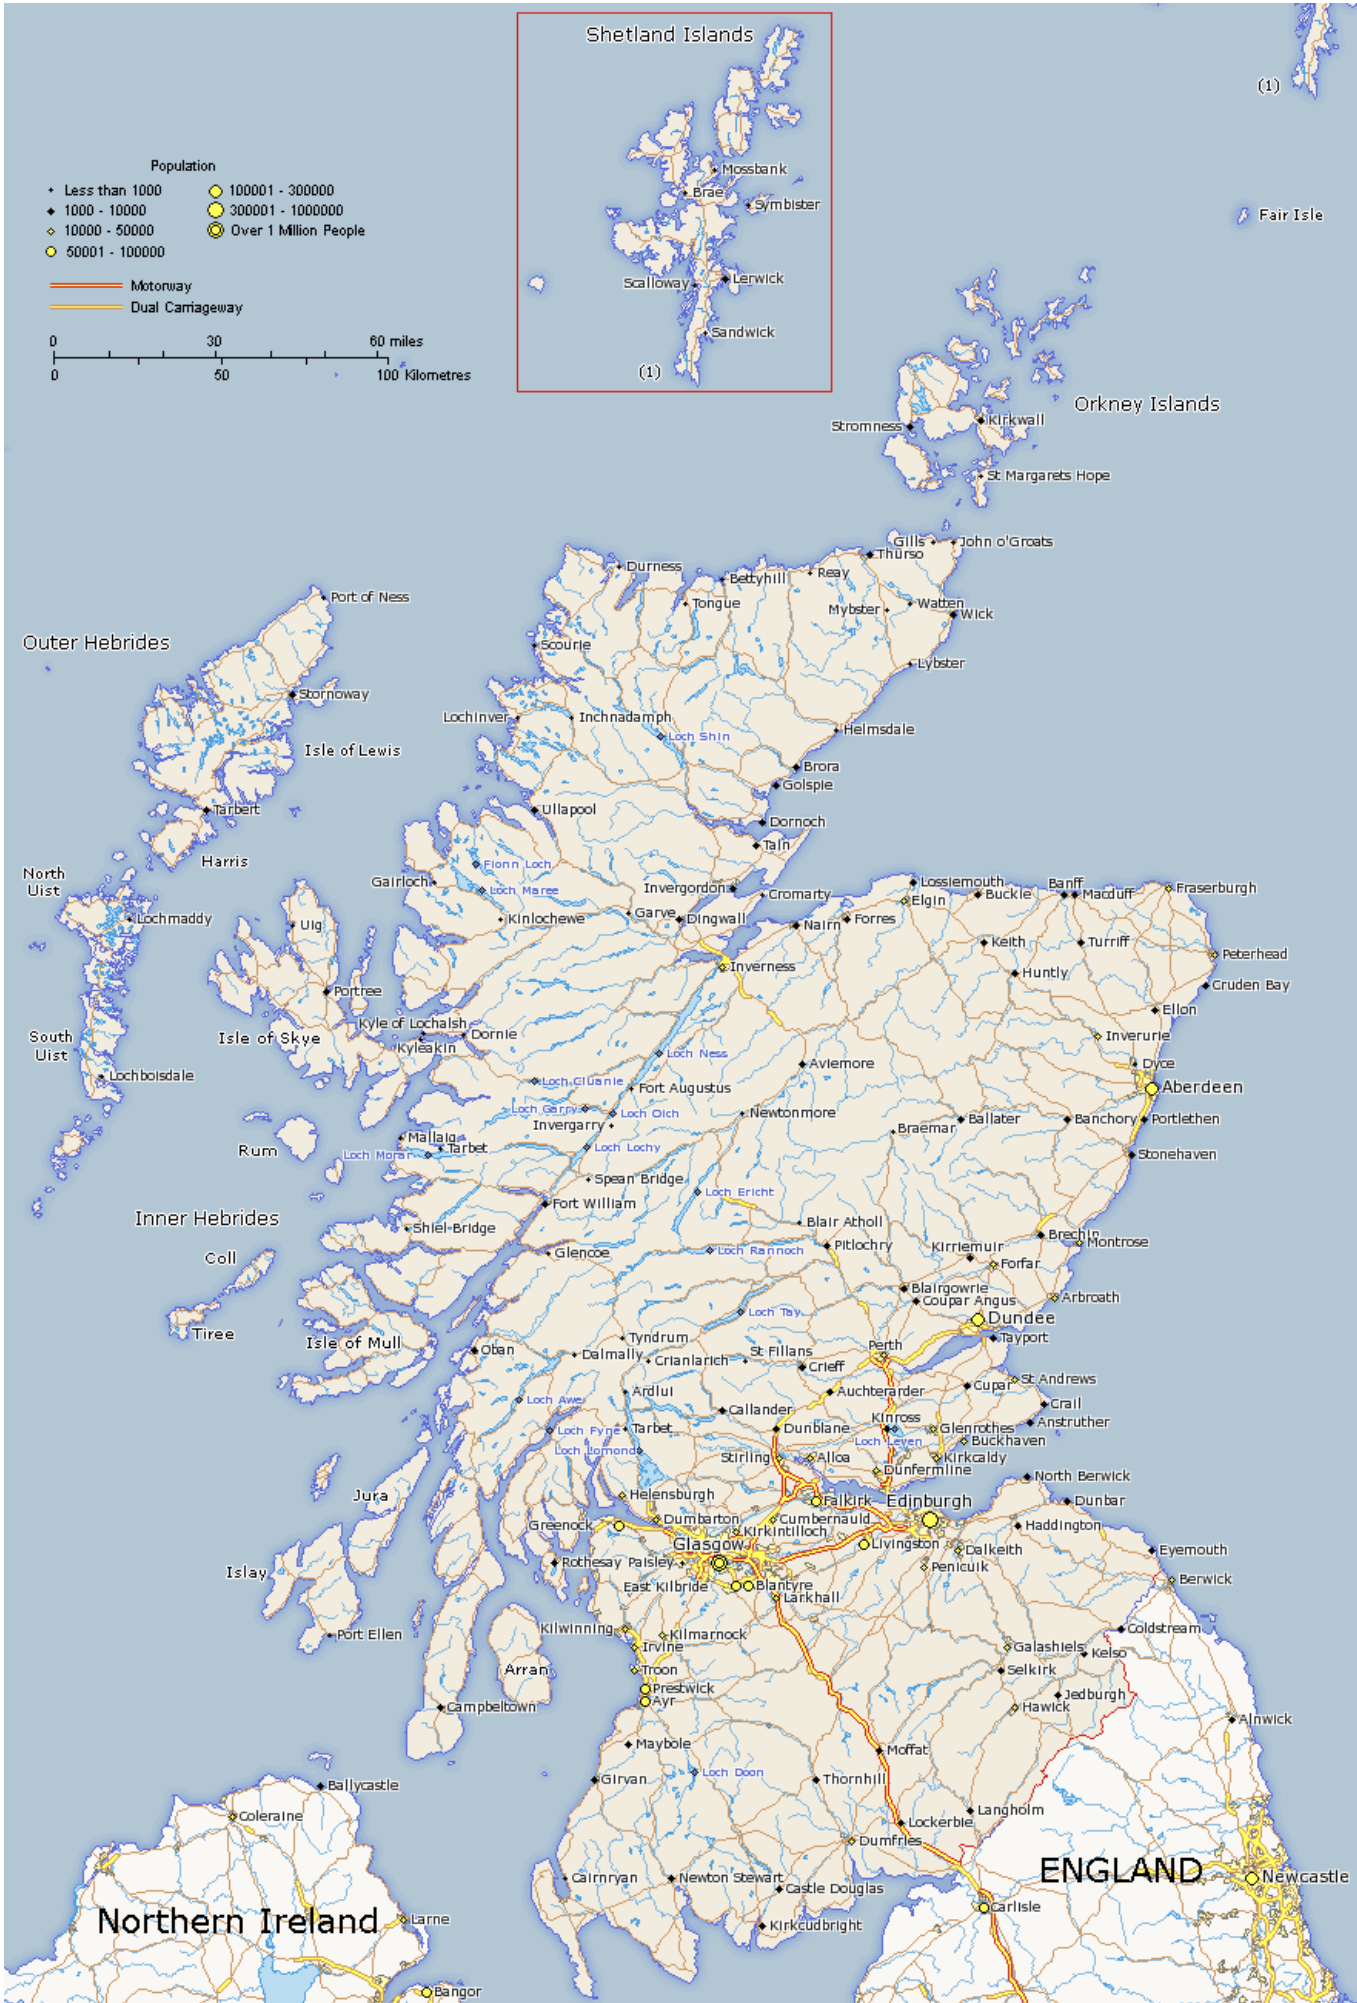 Shetland Islands
(1)
Population
Less than 1000
1000 - 10000
10000 - 50000
50001 - 100000
100001 - 300000
300001 - 1000000
Over 1 Million People
Motorway
Dual Carriageway
0 30 60 miles
0 50 100 Kilometres
Mossbank
Brae
Symbister
Scalloway
Lerwick
Sandwick
(1)
Fair Isle
Orkney Islands
Stromness
Kirkwall
St Margarets Hope
Gills
John o'Groats
Thurso
Durness
Bettyhill
Reay
Tongue
Mybster
Watten
Wick
Port of Ness
Outer Hebrides
Scourie
Lybster
Stornoway
Lochinver
Inchnadamph
Loch Shin
Helmsdale
Isle of Lewis
Brora
Golspie
Tarbert
Ullapool
Dornoch
Tain
Harris
North
Uist
Fionn Loch
Gairloch
Loch Maree
Invergordon
Cromarty
Lossiemouth
Buckie
Banff
Macduff
Fraserburgh
Elgin
Lochmaddy
Uig
Kinlochewe
Garve
Dingwall
Nairn
Forres
Keith
Turriff
Peterhead
Inverness
Huntly
Cruden Bay
Portree
Ellon
Kyle of Lochalsh
Dornie
Isle of Skye
Kyleakin
South
Uist
Inverurie
Loch Ness
Aviemore
Dyce
Lochboisdale
Loch Cluanie
Fort Augustus
Aberdeen
Loch Garry
Loch Oich
Invergarry
Newtonmore
Ballater
Banchory
Portlethen
Braemar
Mallaig
Tarbet
Loch Morar
Loch Lochy
Rum
Stonehaven
Spean Bridge
Loch Ericht
Fort William
Inner Hebrides
Shiel Bridge
Blair Atholl
Pitlochry
Brechin
Montrose
Coll
Glencoe
Loch Rannoch
Kirriemuir
Forfar
Blairgowrie
Coupar Angus
Arbroath
Loch Tay
Dundee
Tiree
Isle of Mull
Tyndrum
Tayport
Oban
Dalmally
Crianlarich
St Fillans
Perth
Crieff
St Andrews
Cupar
Ardlui
Auchterarder
Loch Awe
Callander
Crail
Anstruther
Loch Fyne
Tarbet
Dunblane
Kinross
Glenrothes
Loch Leven
Buckhaven
Loch Lomond
Stirling
Alloa
Kirkcaldy
Dunfermline
North Berwick
Jura
Helensburgh
Falkirk
Edinburgh
Dunbar
Greenock
Dumbarton
Cumbernauld
Haddington
Kirkintilloch
Glasgow
Livingston
Dalkeith
Eyemouth
Rothesay
Paisley
Penicuik
Islay
East Kilbride
Blantyre
Berwick
Larkhall
Kilwinning
Kilmarnock
Coldstream
Port Ellen
Irvine
Galashiels
Kelso
Arran
Troon
Selkirk
Prestwick
Ayr
Jedburgh
Hawick
Campbeltown
Alnwick
Maybole
Moffat
Loch Doon
Girvan
Thornhill
Ballycastle
Langholm
Coleraine
Lockerbie
Dumfries
ENGLAND
Cairnryan
Newton Stewart
Castle Douglas
Newcastle
Carlisle
Northern Ireland
Larne
Kirkcudbright
Bangor